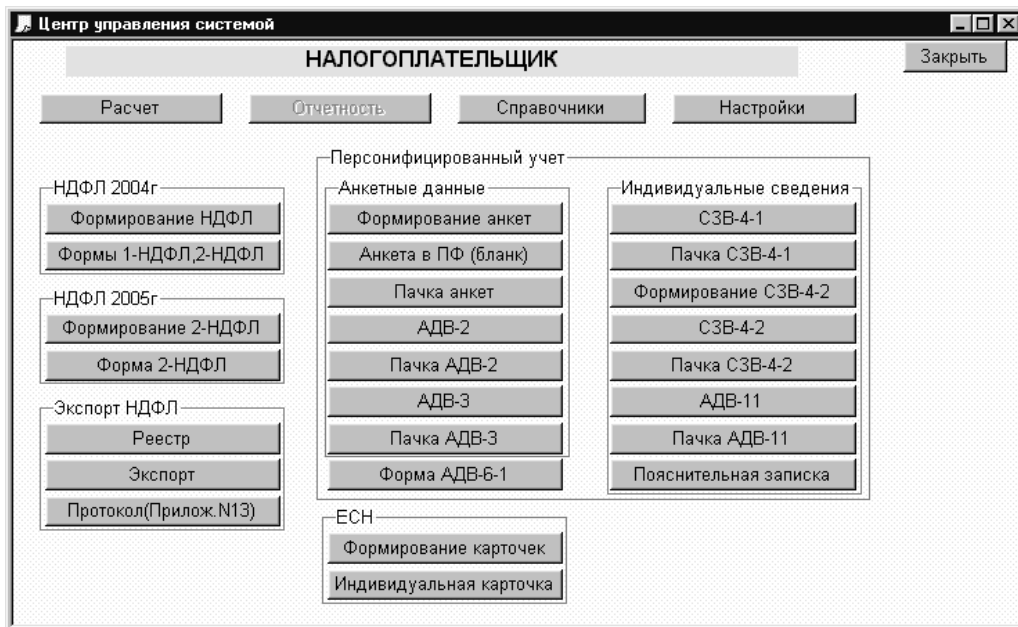 Центр управления системой
НАЛОГОПЛАТЕЛЬЩИК
Закрыть
Расчет
Отчетность
Справочники
Настройки
НДФЛ 2004г
Формирование НДФЛ
Формы 1-НДФЛ,2-НДФЛ
НДФЛ 2005г
Формирование 2-НДФЛ
Форма 2-НДФЛ
Экспорт НДФЛ
Реестр
Экспорт
Протокол(Прилож.N13)
Персонифицированный учет
Анкетные данные
Формирование анкет
Анкета в ПФ (бланк)
Пачка анкет
АДВ-2
Пачка АДВ-2
АДВ-3
Пачка АДВ-3
Форма АДВ-6-1
Индивидуальные сведения
СЗВ-4-1
Пачка СЗВ-4-1
Формирование СЗВ-4-2
СЗВ-4-2
Пачка СЗВ-4-2
АДВ-11
Пачка АДВ-11
Пояснительная записка
ЕСН
Формирование карточек
Индивидуальная карточка